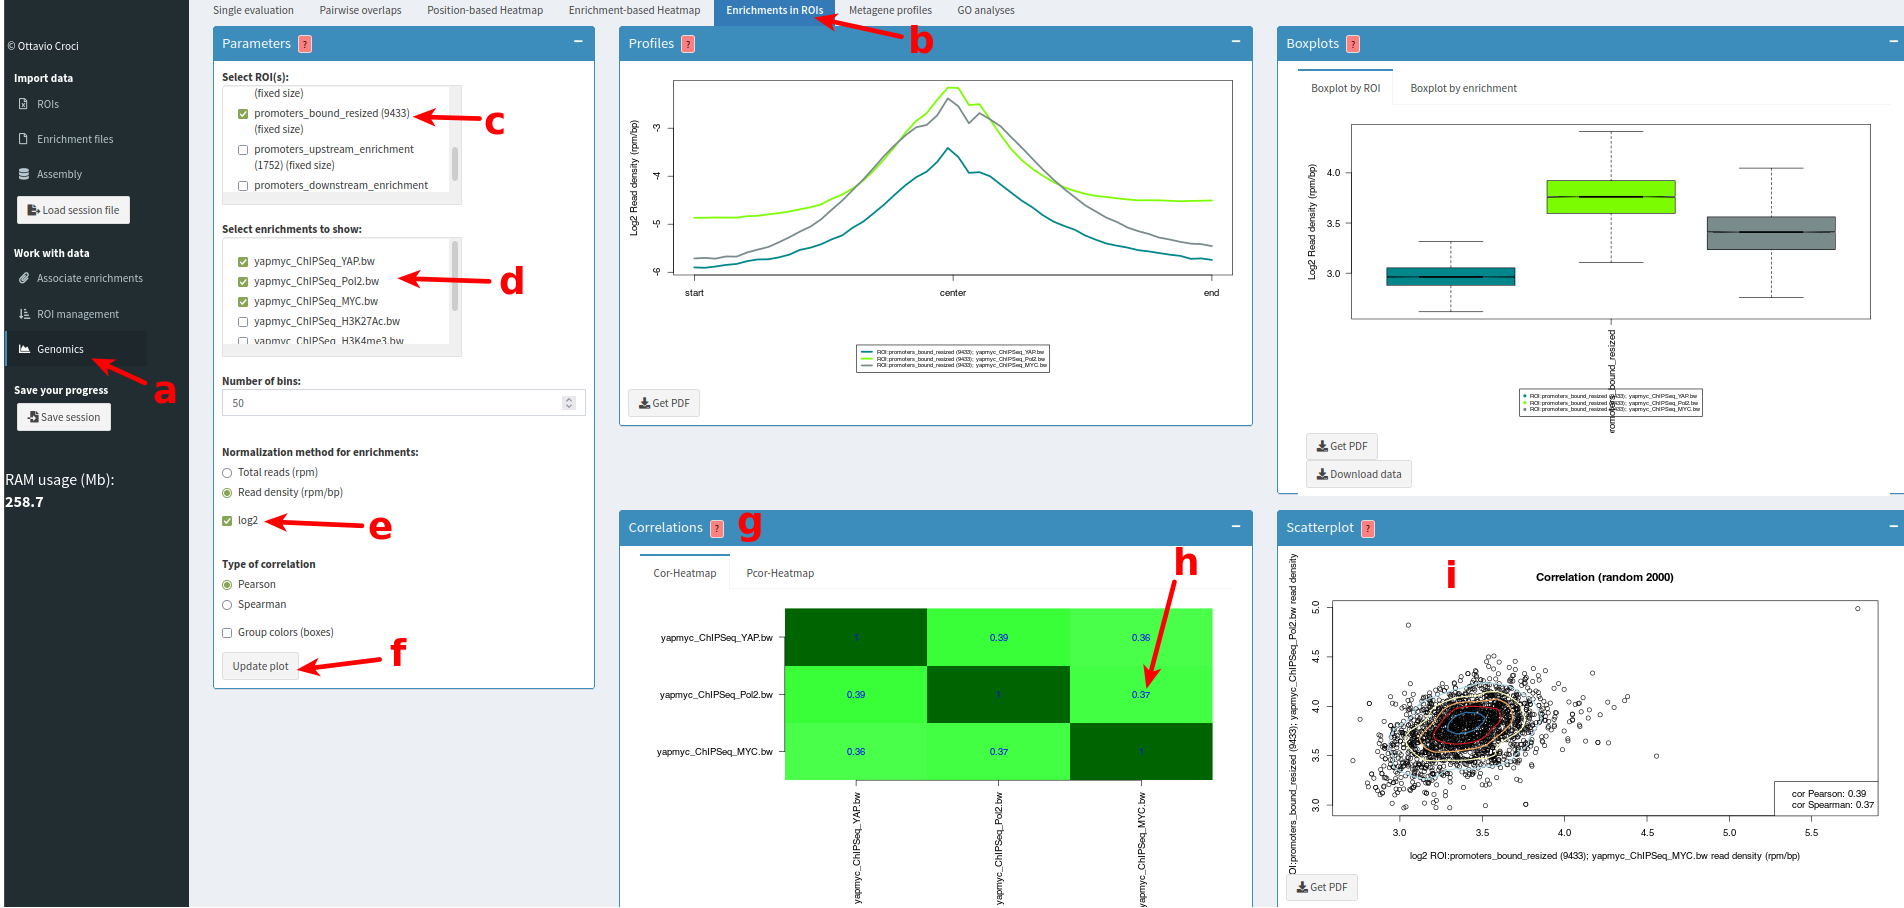 Single evaluation
Pairwise overlaps
Position-based Heatmap
Enrichment-based Heatmap
Enrichments in ROIs
Metagene profiles
GO analyses
© Ottavio Croci
Import data
ROIs
Enrichment files
Assembly
Load session file
Work with data
Associate enrichments
ROI management
Genomics
Save your progress
Save session
RAM usage (Mb):
258.7
a
b
Parameters ?
Select ROI(s):
(fixed size)
promoters_bound_resized (9433)
(fixed size)
promoters_upstream_enrichment
(1752) (fixed size)
promoters_downstream_enrichment
c
Select enrichments to show:
yapmyc_ChIPSeq_YAP.bw
yapmyc_ChIPSeq_Pol2.bw
yapmyc_ChIPSeq_MYC.bw
yapmyc_ChIPSeq_H3K27Ac.bw
yapmyc_ChIPSeq_H3K4me3.bw
d
Number of bins:
50
Normalization method for enrichments:
Total reads (rpm)
Read density (rpm/bp)
log2
e
Type of correlation
Pearson
Spearman
Group colors (boxes)
Update plot
f
Profiles ?
Log2 Read density (rpm/bp)
-3
-4
-5
-6
start
center
end
ROI:promoters_bound_resized (9433); yapmyc_ChIPSeq_YAP.bw
ROI:promoters_bound_resized (9433); yapmyc_ChIPSeq_Pol2.bw
ROI:promoters_bound_resized (9433); yapmyc_ChIPSeq_MYC.bw
Get PDF
Boxplots ?
Boxplot by ROI
Boxplot by enrichment
Log2 Read density (rpm/bp)
4.0
3.5
3.0
promoters_bound_resized
ROI:promoters_bound_resized (9433); yapmyc_ChIPSeq_YAP.bw
ROI:promoters_bound_resized (9433); yapmyc_ChIPSeq_Pol2.bw
ROI:promoters_bound_resized (9433); yapmyc_ChIPSeq_MYC.bw
Get PDF
Download data
Correlations ?
g
Cor-Heatmap
Pcor-Heatmap
h
yapmyc_ChIPSeq_YAP.bw
1
0.39
0.36
yapmyc_ChIPSeq_Pol2.bw
0.39
1
0.37
yapmyc_ChIPSeq_MYC.bw
0.36
0.37
1
yapmyc_ChIPSeq_YAP.bw
yapmyc_ChIPSeq_Pol2.bw
yapmyc_ChIPSeq_MYC.bw
Scatterplot ?
i
Correlation (random 2000)
OI:promoters_bound_resized (9433); yapmyc_ChIPSeq_Pol2.bw read density
5.0
4.5
4.0
3.5
3.0
cor Pearson: 0.39
cor Spearman: 0.37
3.0
3.5
4.0
4.5
5.0
5.5
log2 ROI:promoters_bound_resized (9433); yapmyc_ChIPSeq_MYC.bw read density (rpm/bp)
Get PDF